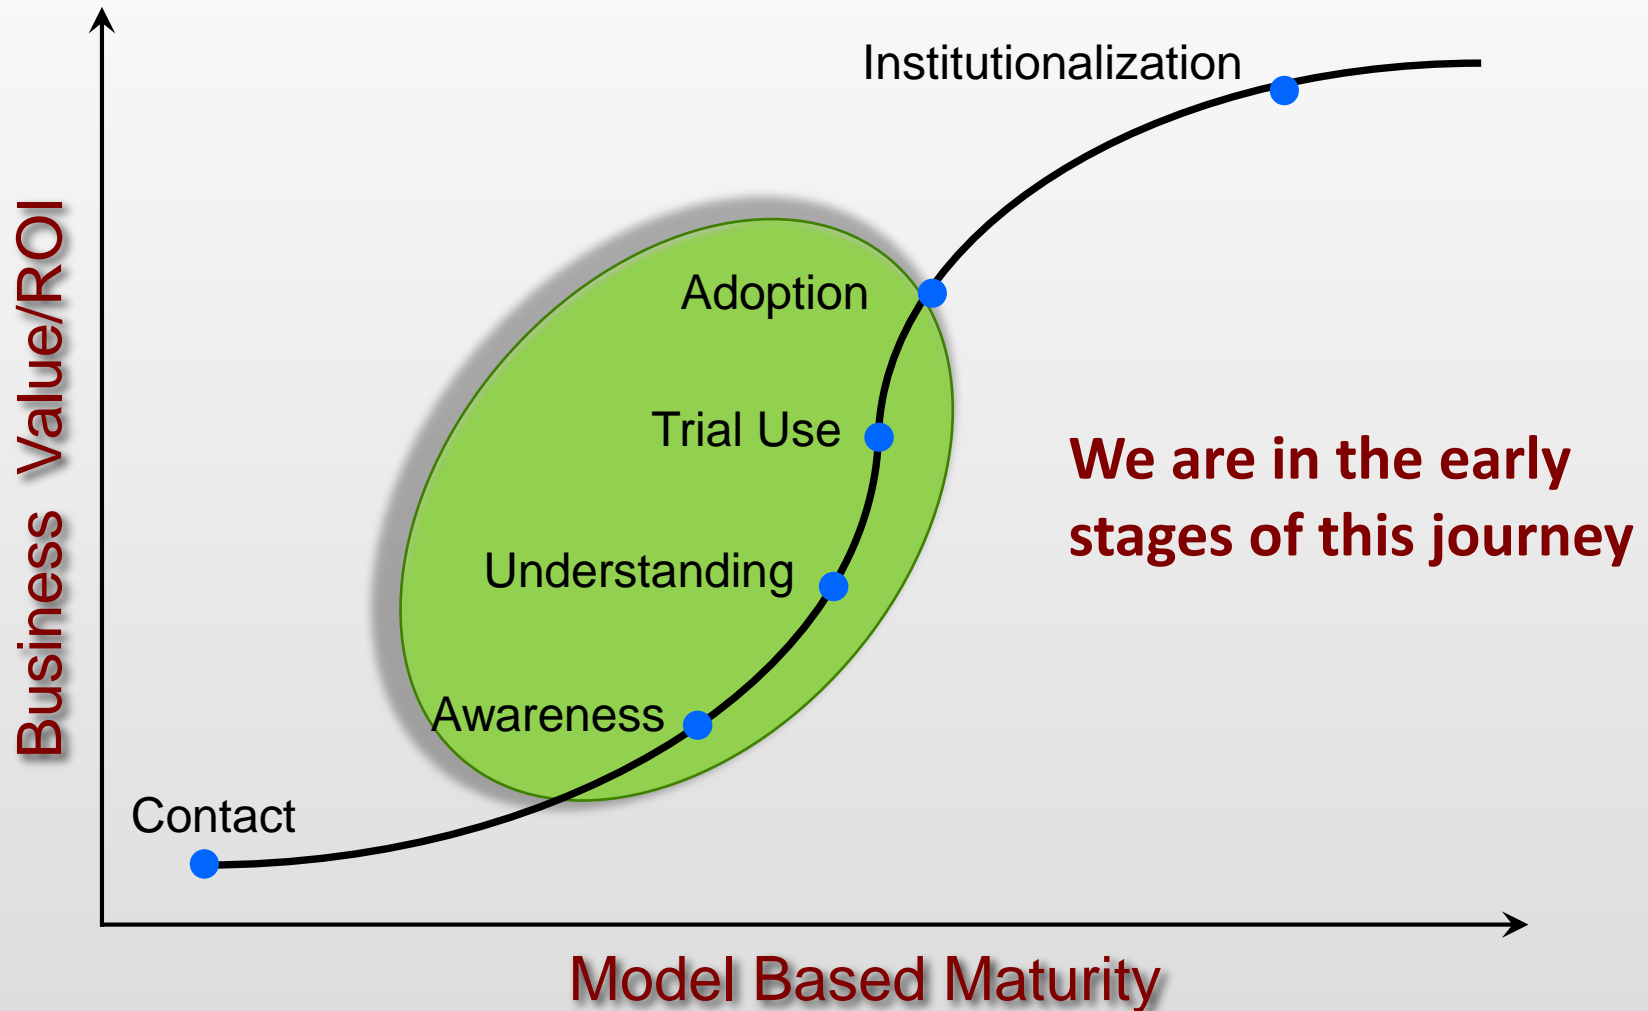 Institutionalization
Adoption
Trial Use
Understanding
Awareness
Contact
We are in the early
stages of this journey
Business Value/ROI
Model Based Maturity